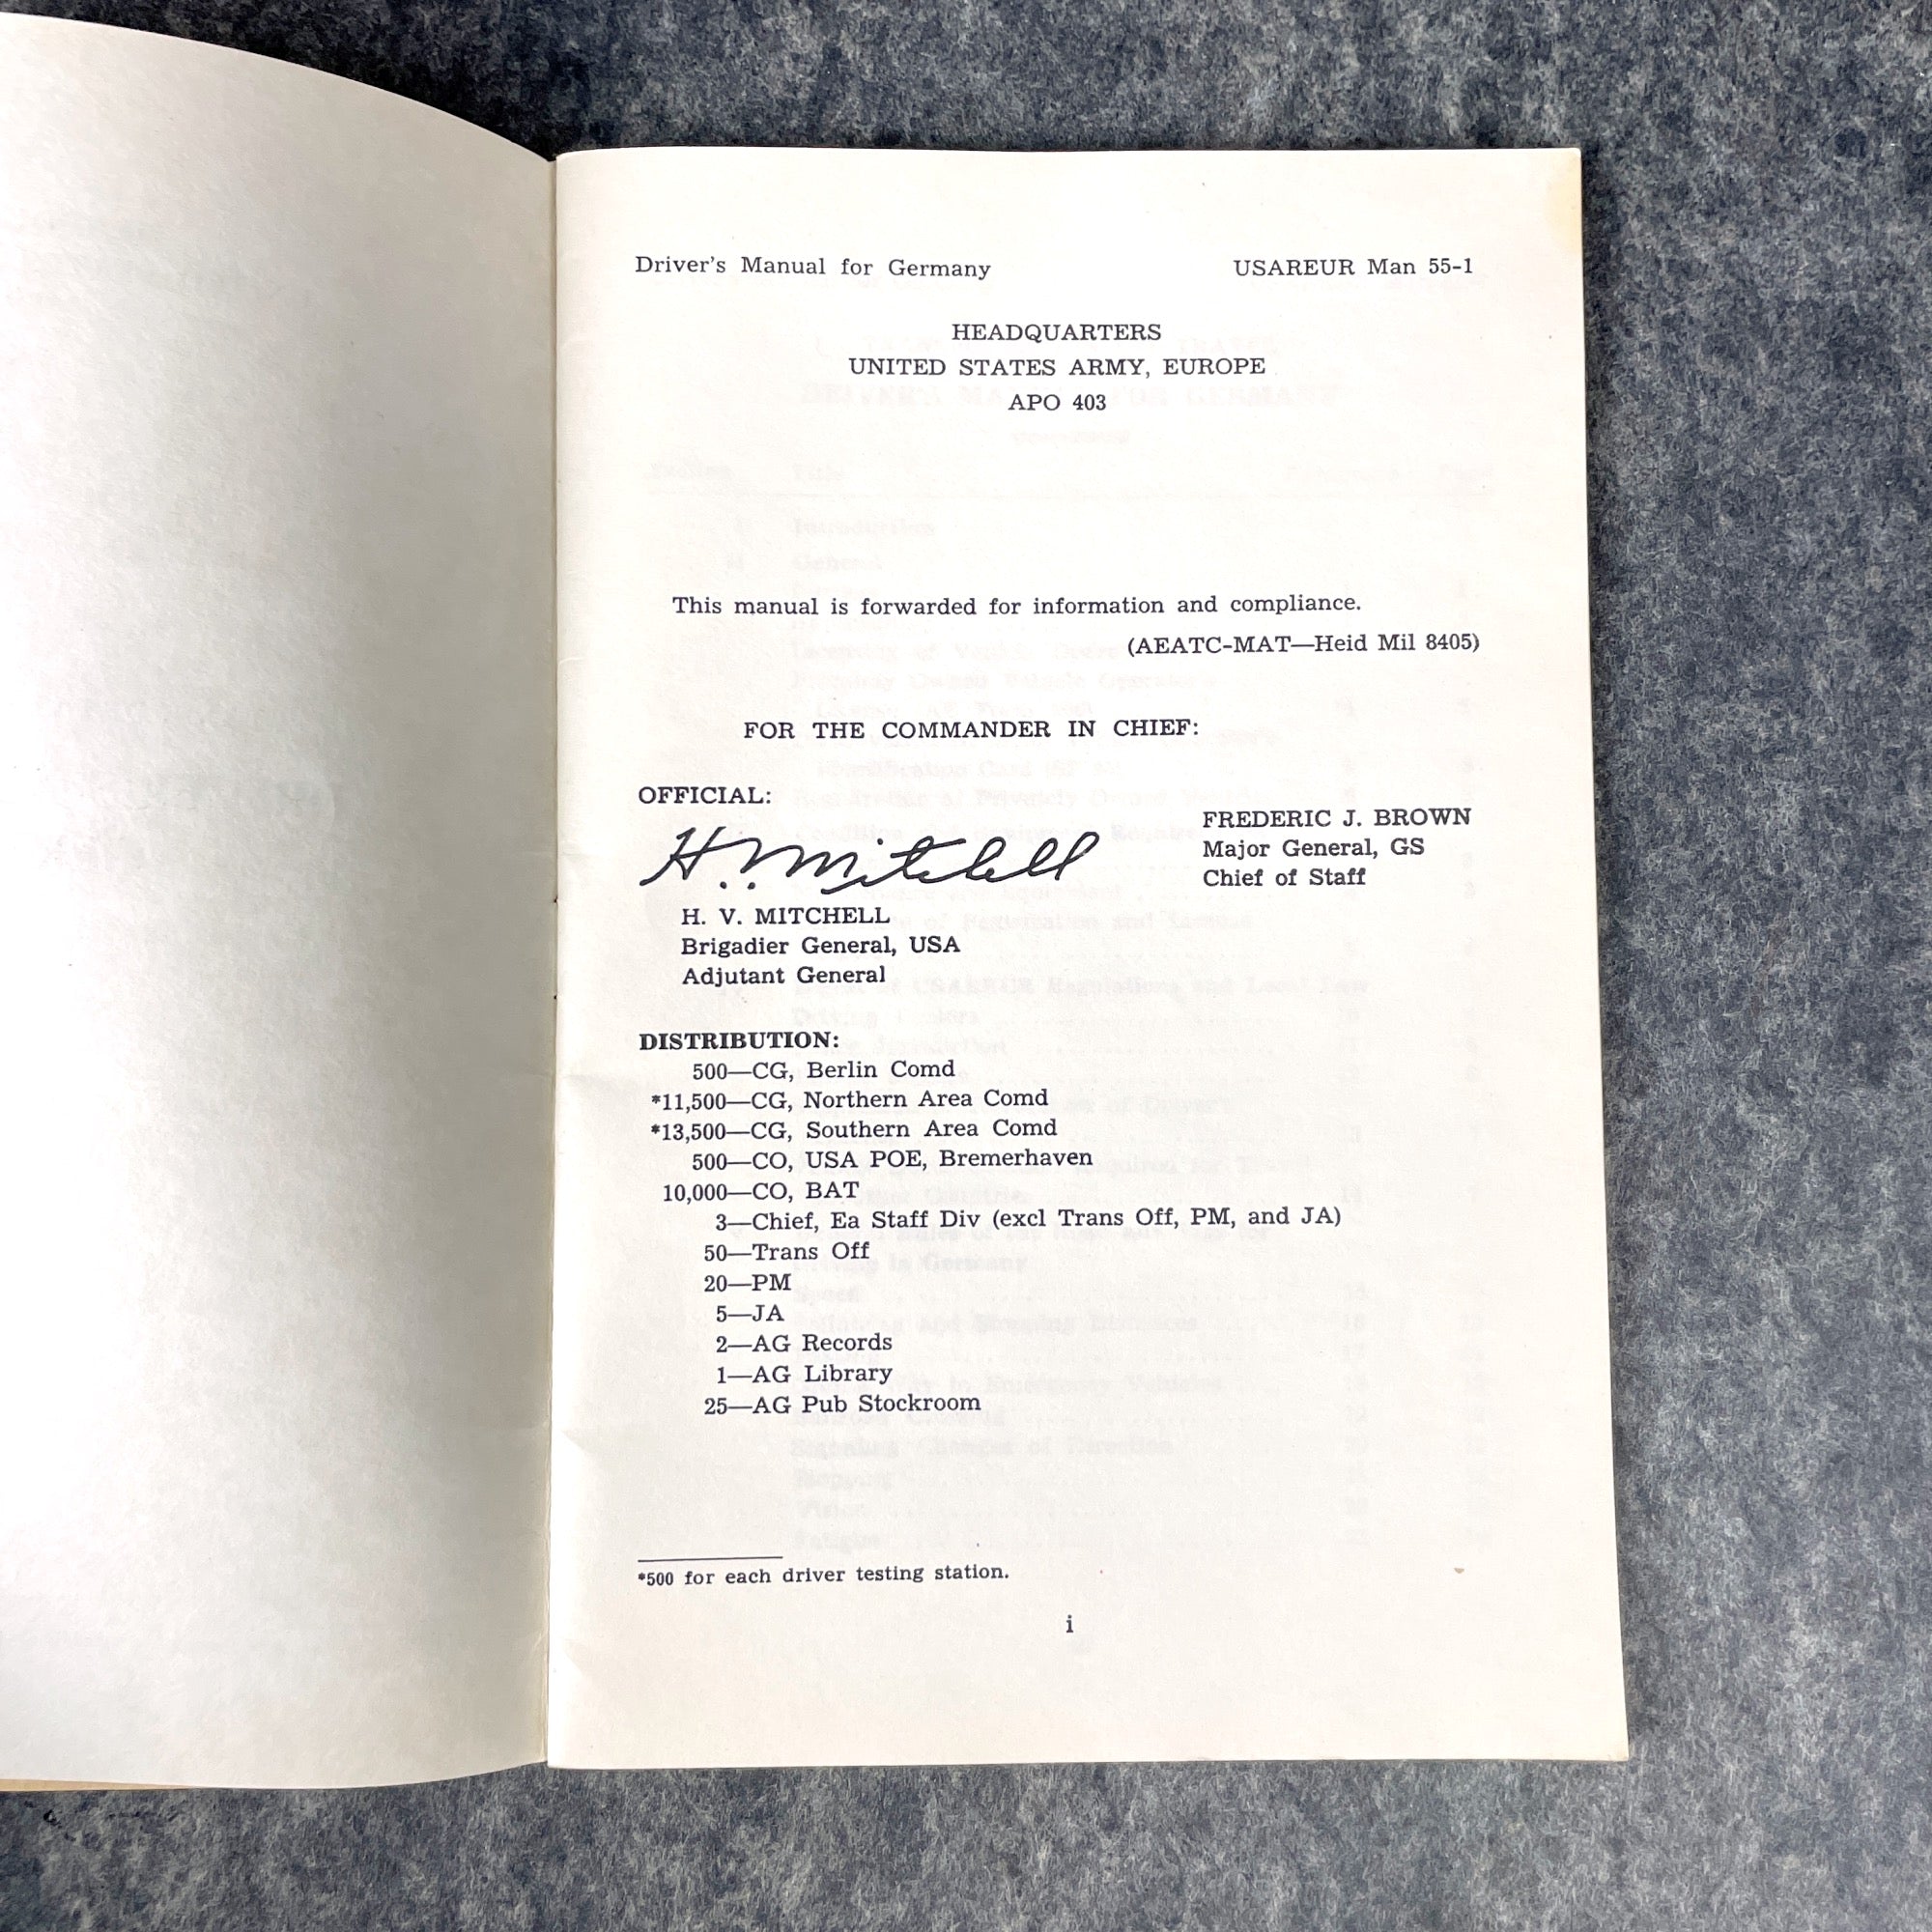 Driver's Manual for Germany USAREUR Man 55-1
HEADQUARTERS
UNITED STATES ARMY, EUROPE
APO 403
This manual is forwarded for information and compliance.
(AEATC-MAT—Heid Mil 8405)
FOR THE COMMANDER IN CHIEF:
OFFICIAL:
H. V. Mitchell
FREDERIC J. BROWN
Major General, GS
Chief of Staff
H. V. MITCHELL
Brigadier General, USA
Adjutant General
DISTRIBUTION:
500—CG, Berlin Comd
*11,500—CG, Northern Area Comd
*13,500—CG, Southern Area Comd
500—CO, USA POE, Bremerhaven
10,000—CO, BAT
3—Chief, Ea Staff Div (excl Trans Off, PM, and JA)
50—Trans Off
20—PM
5—JA
2—AG Records
1—AG Library
25—AG Pub Stockroom
*500 for each driver testing station.
i